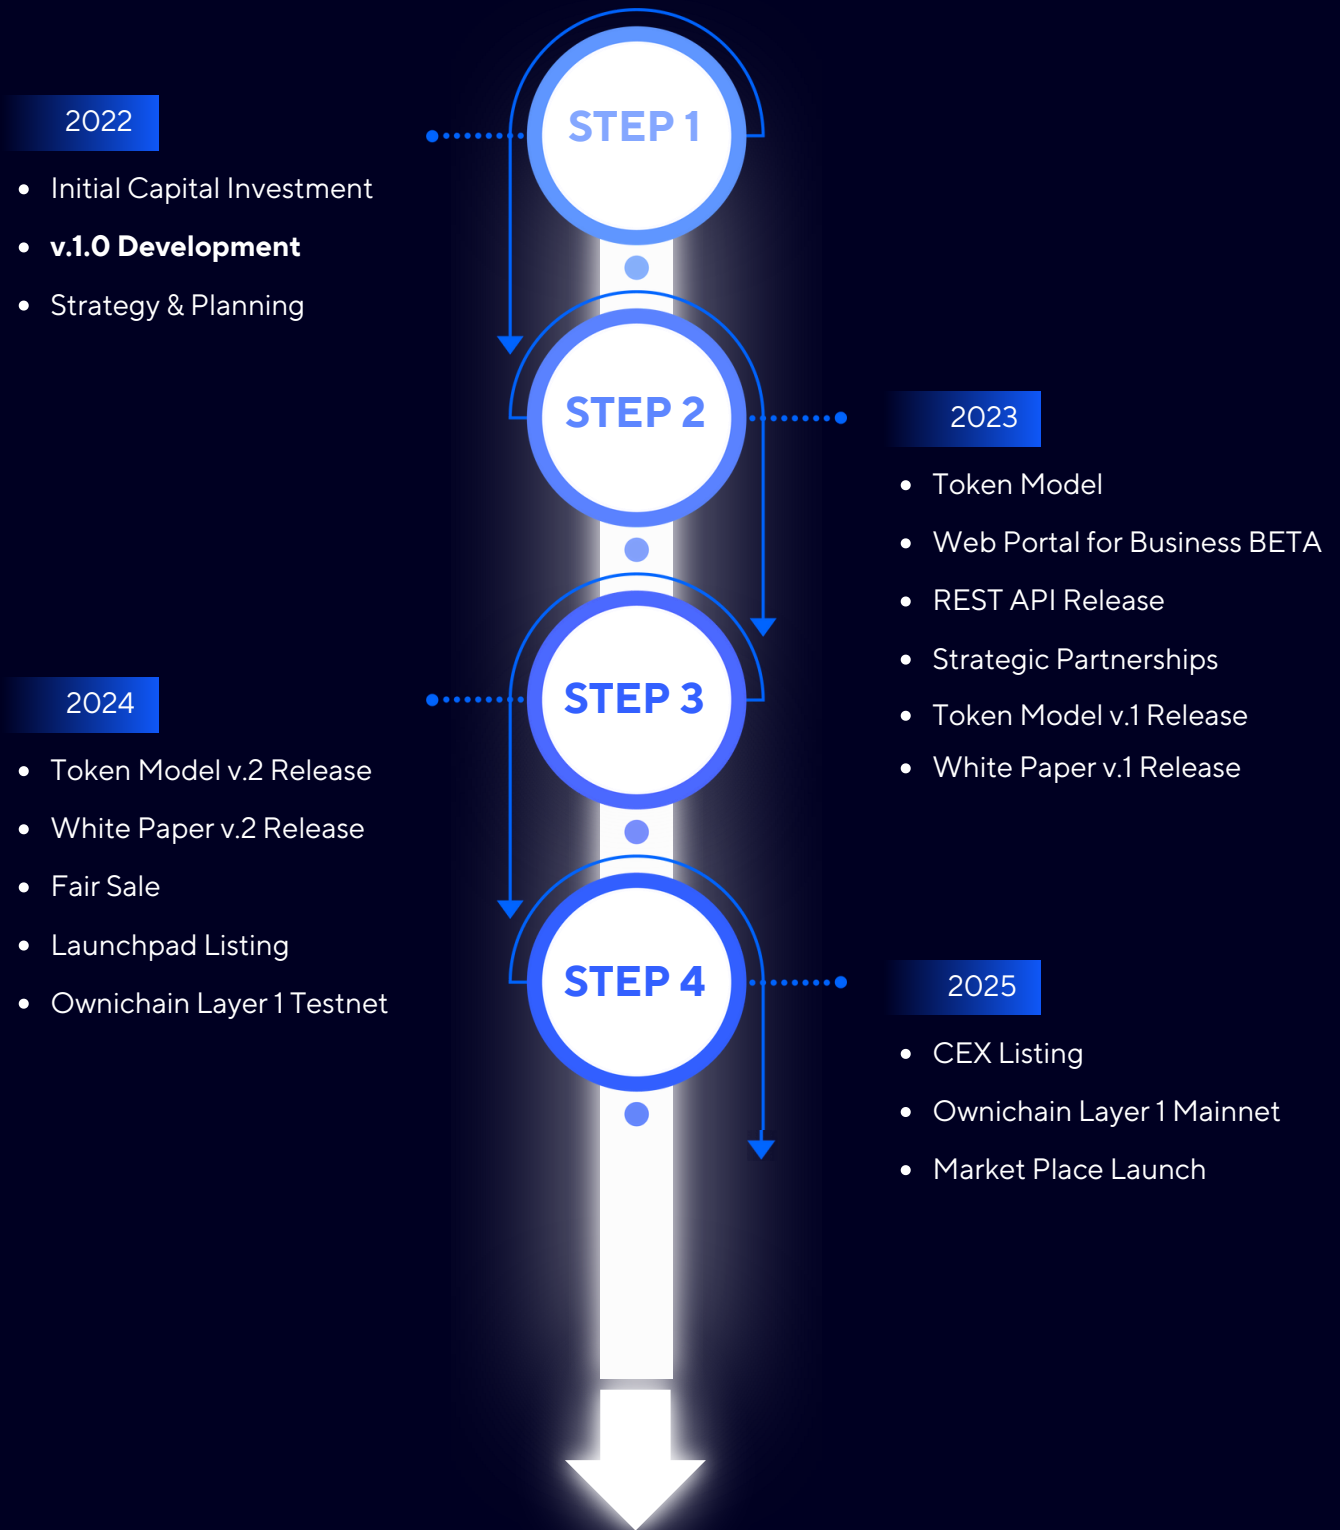 STEP 1
2022
Initial Capital Investment
v.1.0 Development
Strategy & Planning
STEP 2
2023
Token Model
Web Portal for Business BETA
REST API Release
Strategic Partnerships
Token Model v.1 Release
White Paper v.1 Release
STEP 3
2024
Token Model v.2 Release
White Paper v.2 Release
Fair Sale
Launchpad Listing
Ownichain Layer 1 Testnet
STEP 4
2025
CEX Listing
Ownichain Layer 1 Mainnet
Market Place Launch